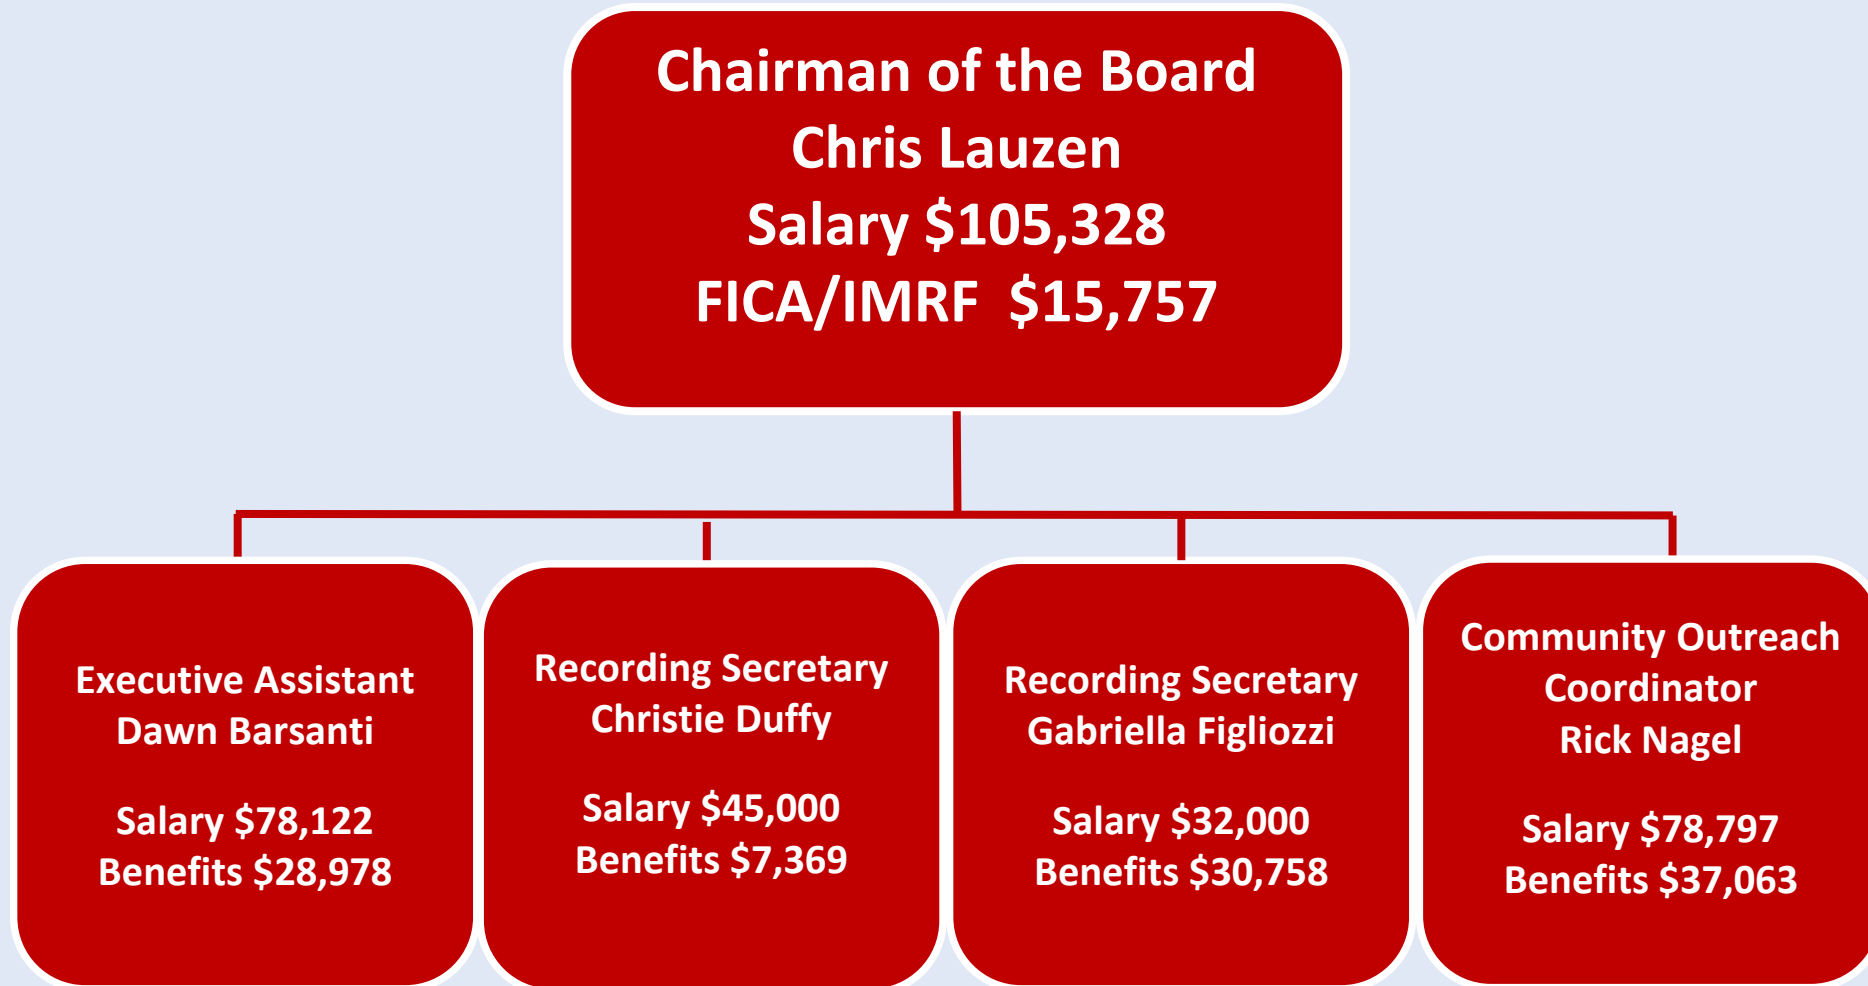 Chairman of the Board
Chris Lauzen
Salary $105,328
FICA/IMRF $15,757
Executive Assistant
Dawn Barsanti
Salary $78,122
Benefits $28,978
Recording Secretary
Christie Duffy
Salary $45,000
Benefits $7,369
Recording Secretary
Gabriella Figliozzi
Salary $32,000
Benefits $30,758
Community Outreach
Coordinator
Rick Nagel
Salary $78,797
Benefits $37,063